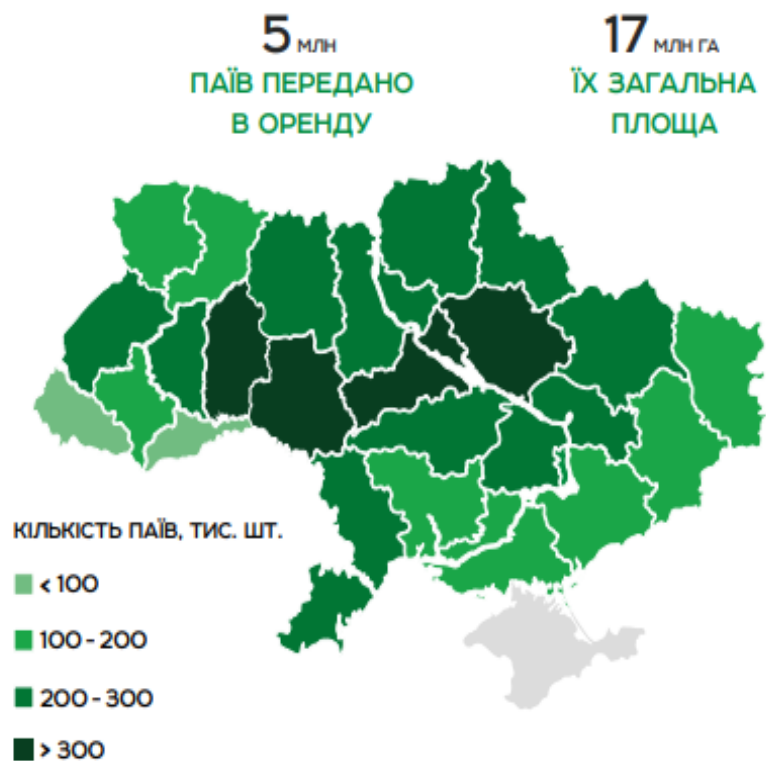 5 МЛН
ПАЇВ ПЕРЕДАНО
В ОРЕНДУ
17 МЛН ГА
ЇХ ЗАГАЛЬНА
ПЛОЩА
КІЛЬКІСТЬ ПАЇВ, ТИС. ШТ.
< 100
100 - 200
200 - 300
> 300